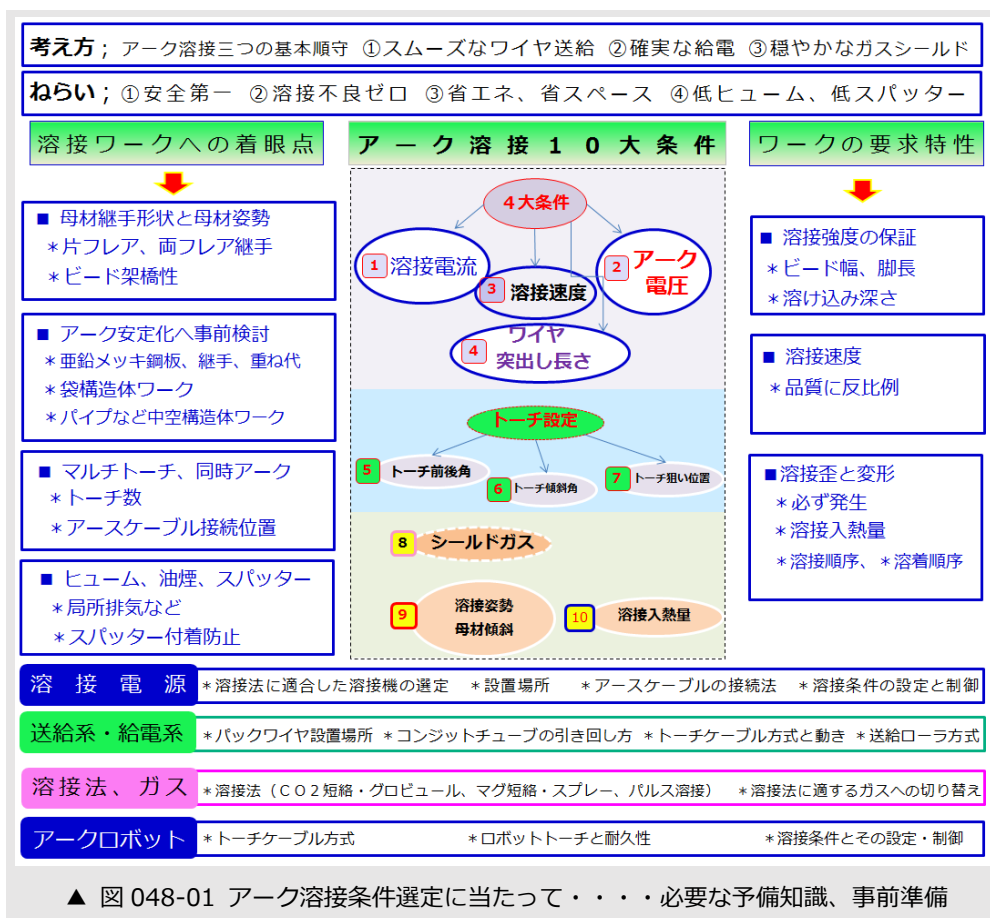 考え方；アーク溶接三つの基本順守 ①スムーズなワイヤ送給 ②確実な給電 ③穏やかなガスシールド
ねらい；①安全第一 ②溶接不良ゼロ ③省エネ、省スペース ④低ヒューム、低スパッター
溶接ワークへの着眼点
■ 母材継手形状と母材姿勢
＊片フレア、両フレア継手
＊ビード架橋性
■ アーク安定化へ事前検討
＊亜鉛メッキ鋼板、継手、重ね代
＊袋構造体ワーク
＊パイプなど中空構造体ワーク
■ マルチトーチ、同時アーク
＊トーチ数
＊アースケーブル接続位置
■ ヒューム、油煙、スパッター
＊局所排気など
＊スパッター付着防止
アーク溶接１０大条件
４大条件
1 溶接電流
2 アーク
電圧
3 溶接速度
4 ワイヤ
突出し長さ
トーチ設定
5 トーチ前後角
6 トーチ傾斜角
7 トーチ狙い位置
8 シールドガス
9 溶接姿勢
母材傾斜
10 溶接入熱量
ワークの要求特性
■ 溶接強度の保証
＊ビード幅、脚長
＊溶け込み深さ
■ 溶接速度
＊品質に反比例
■溶接歪と変形
＊必ず発生
＊溶接入熱量
＊溶接順序、＊溶着順序
溶接電源 ＊溶接法に適合した溶接機の選定 ＊設置場所 ＊アースケーブルの接続法 ＊溶接条件の設定と制御
送給系・給電系 ＊パックワイヤ設置場所 ＊コンジットチューブの引き回し方 ＊トーチケーブル方式と動き ＊送給ローラ方式
溶接法、ガス ＊溶接法（ＣＯ２短絡・グロビュール、マグ短絡・スプレー、パルス溶接） ＊溶接法に適するガスへの切り替え
アークロボット ＊トーチケーブル方式 ＊ロボットトーチと耐久性 ＊溶接条件とその設定・制御
▲ 図 048-01 アーク溶接条件選定に当たって・・・・必要な予備知識、事前準備